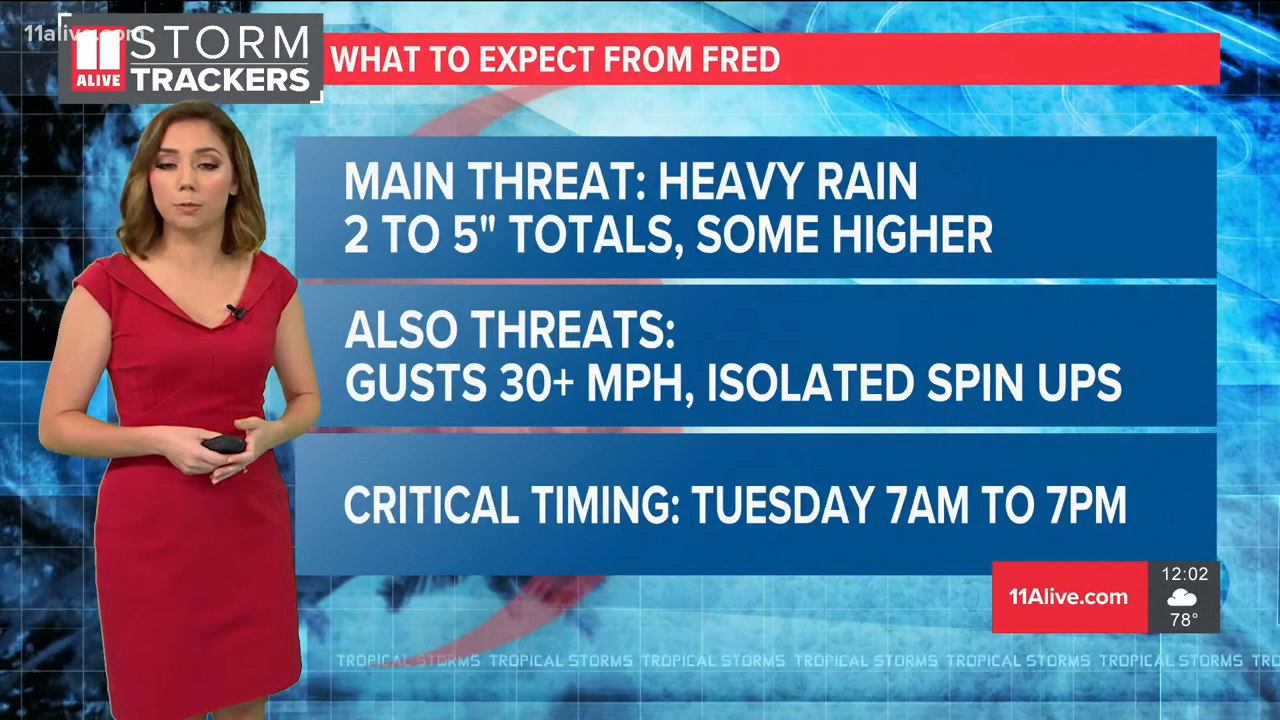 11alive.com
11
ALIVE
STORM
TRACKERS
WHAT TO EXPECT FROM FRED
MAIN THREAT: HEAVY RAIN
2 TO 5" TOTALS, SOME HIGHER
ALSO THREATS:
GUSTS 30+ MPH, ISOLATED SPIN UPS
CRITICAL TIMING: TUESDAY 7AM TO 7PM
11Alive.com
12:02
78°
TROPICAL STORMS TROPICAL STORMS TROPICAL STORMS TROPICAL STORMS TROPICAL STORMS TROPICAL STORMS TRO